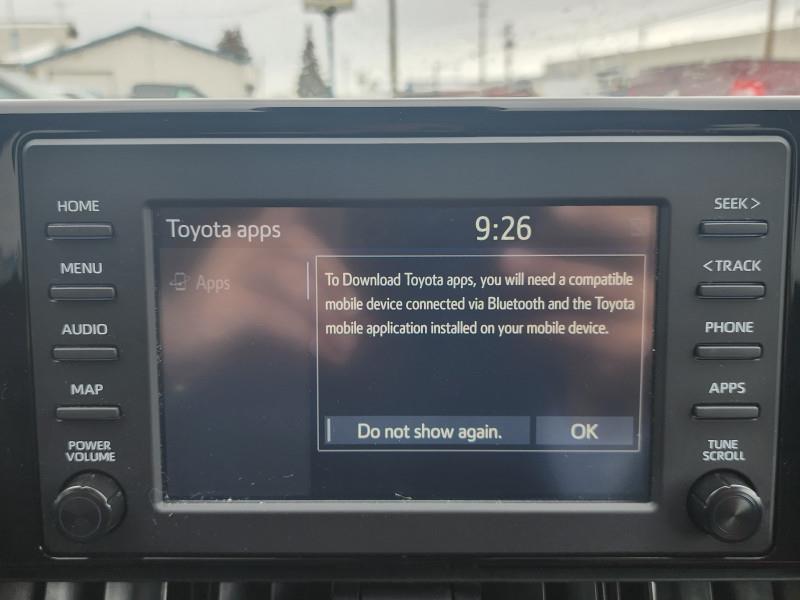 HOME
MENU
AUDIO
MAP
POWER
VOLUME
Toyota apps
9:26
Apps
To Download Toyota apps, you will need a compatible
mobile device connected via Bluetooth and the Toyota
mobile application installed on your mobile device.
Do not show again.
OK
SEEK >
< TRACK
PHONE
APPS
TUNE
SCROLL